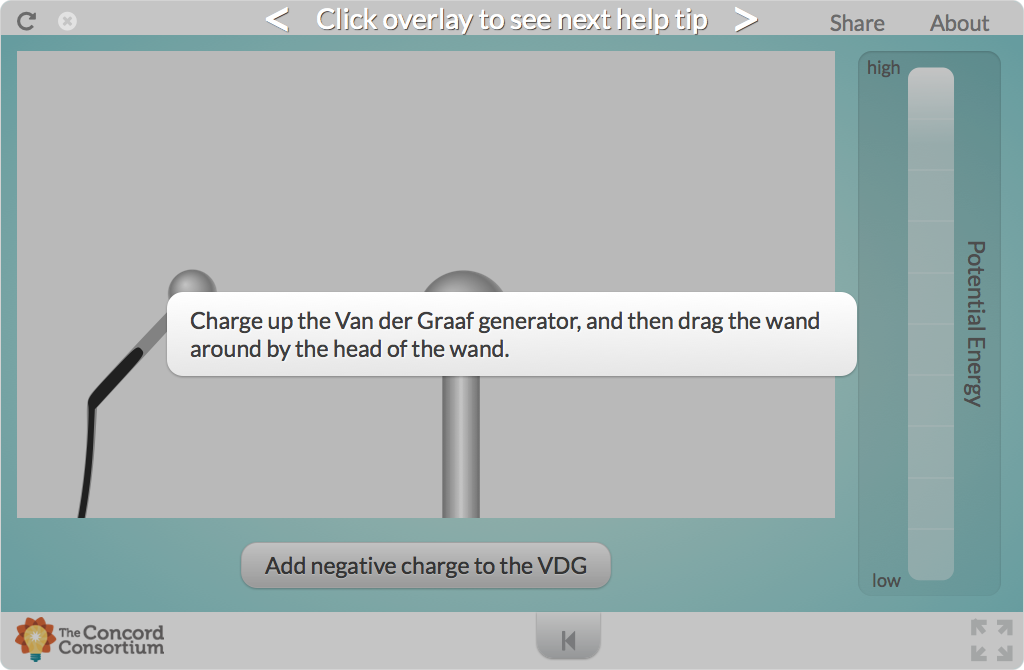 < Click overlay to see next help tip >
Share
About
high
Charge up the Van der Graaf generator, and then drag the wand
around by the head of the wand.
Potential Energy
low
Add negative charge to the VDG
The Concord
Consortium